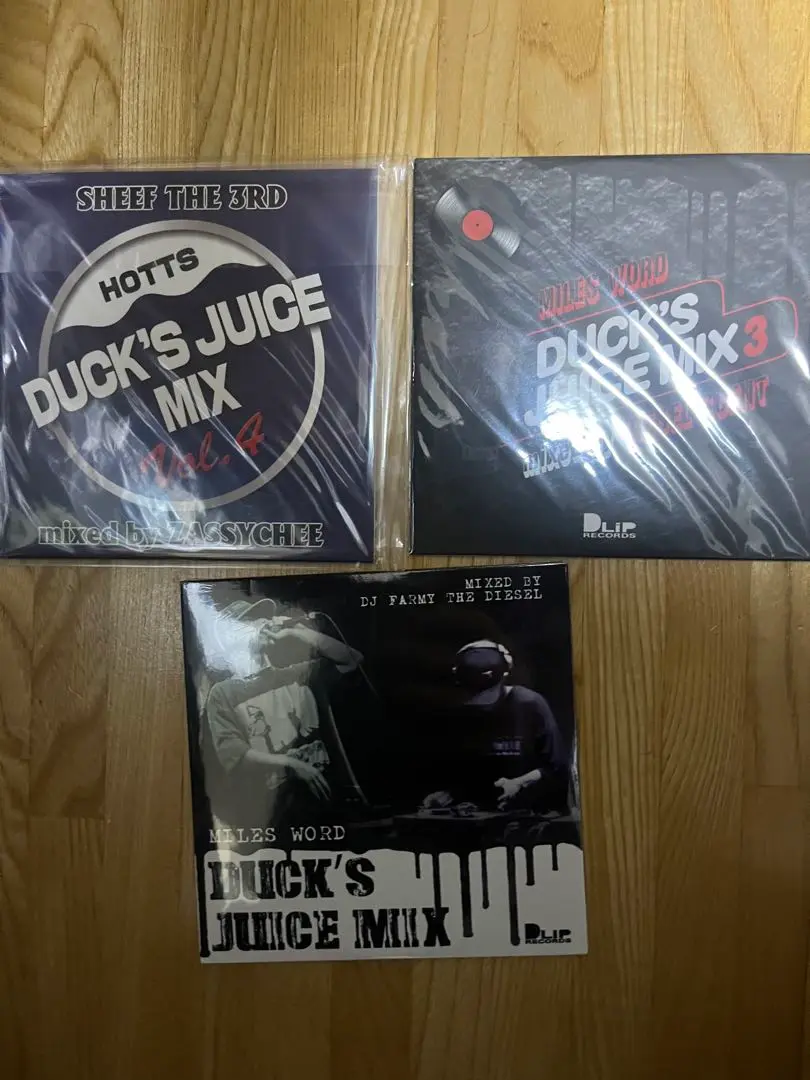 SHEEF THE 3RD
HOTTS
DUCK'S JUICE
MIX
Vol.4
mixed by ZASSYCHEE
MILES WORD
DUCK'S
JUICE MIX 3
DLiP
RECORDS
MIXED BY
DJ FARMY THE DIESEL
MILES WORD
DUCK'S
JUICE MIX
DLiP
RECORDS